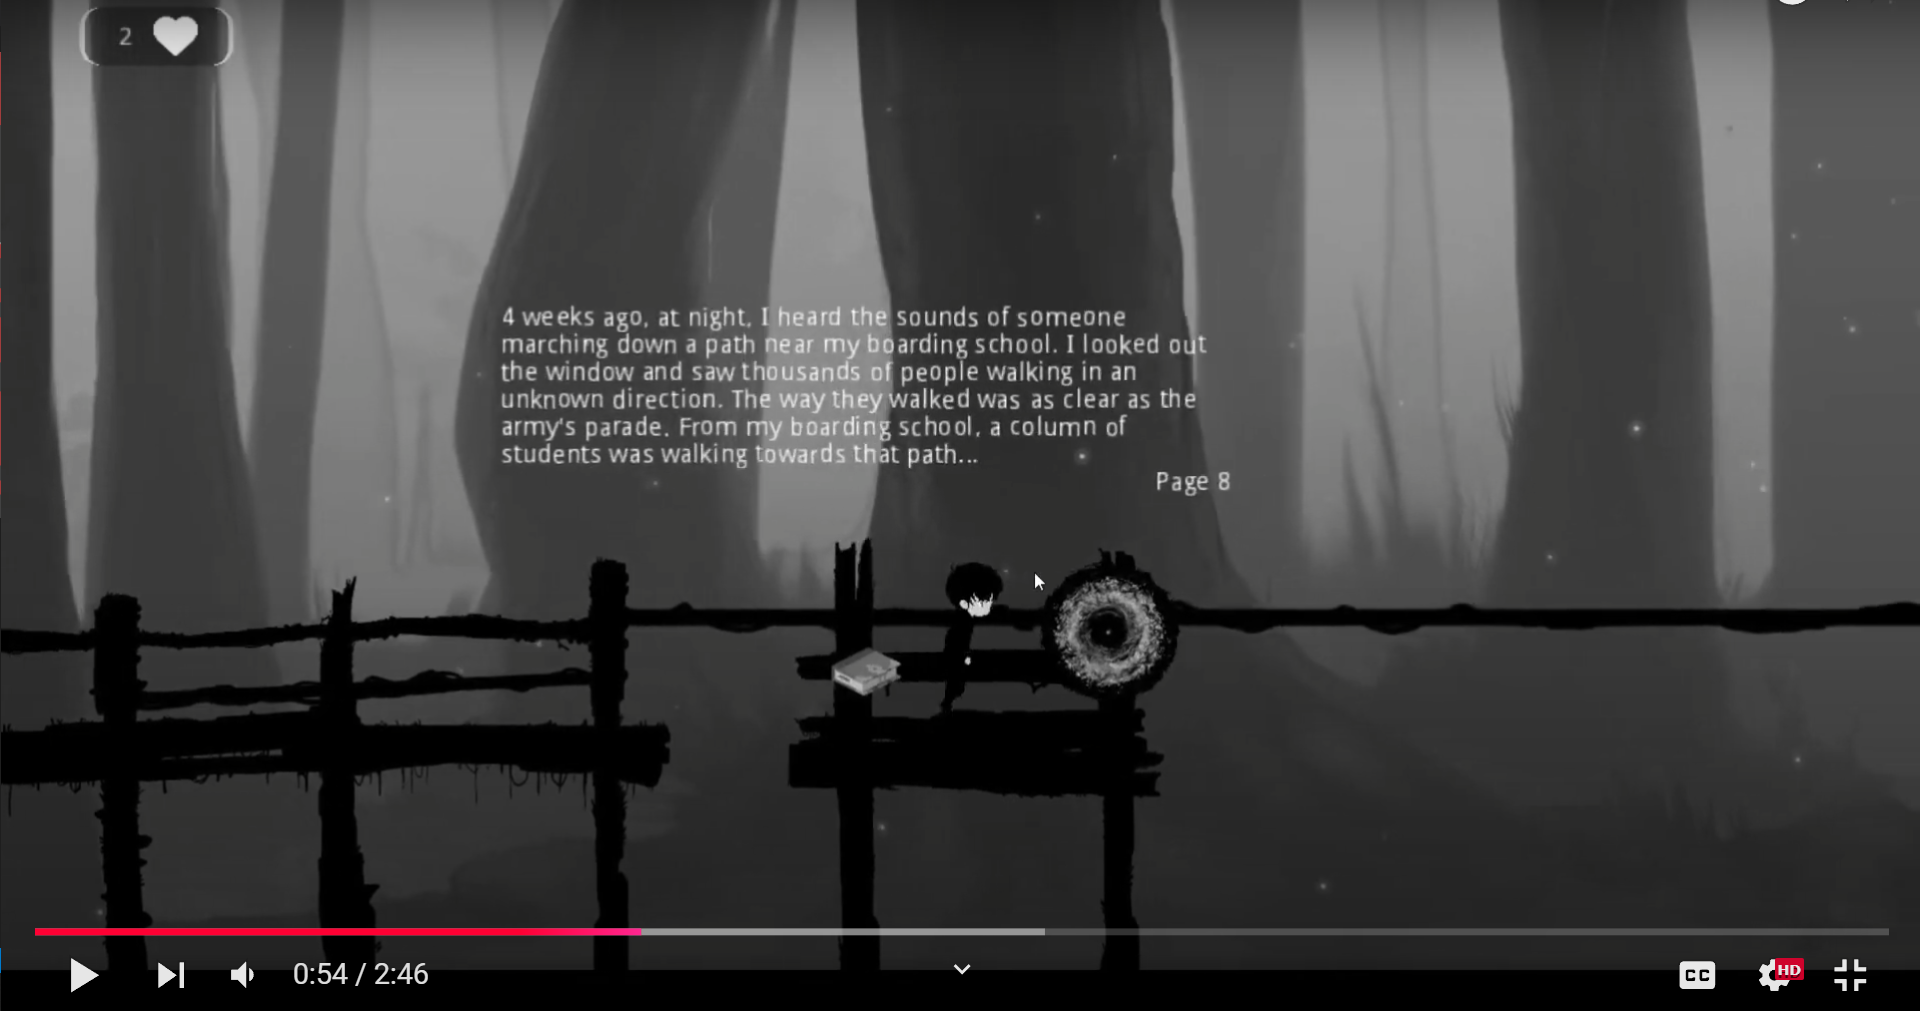 2
4 weeks ago, at night, I heard the sounds of someone
marching down a path near my boarding school. I looked out
the window and saw thousands of people walking in an
unknown direction. The way they walked was as clear as the
army's parade. From my boarding school, a column of
students was walking towards that path...
Page 8
0:54 / 2:46
CC
HD